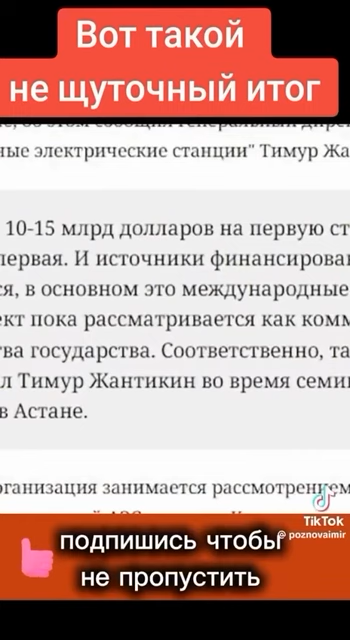 Вот такой
не щуточный итог
ные электрические станции" Тимур Жа
10-15 млрд долларов на первую ст
первая. И источники финансирова
ся, в основном это международные
ект пока рассматривается как комм
тва государства. Соответственно, та
л Тимур Жантикин во время семи
в Астане.
рганизация занимается рассмотрением
TikTok
@ poznovaimir
подпишись чтобы
не пропустить